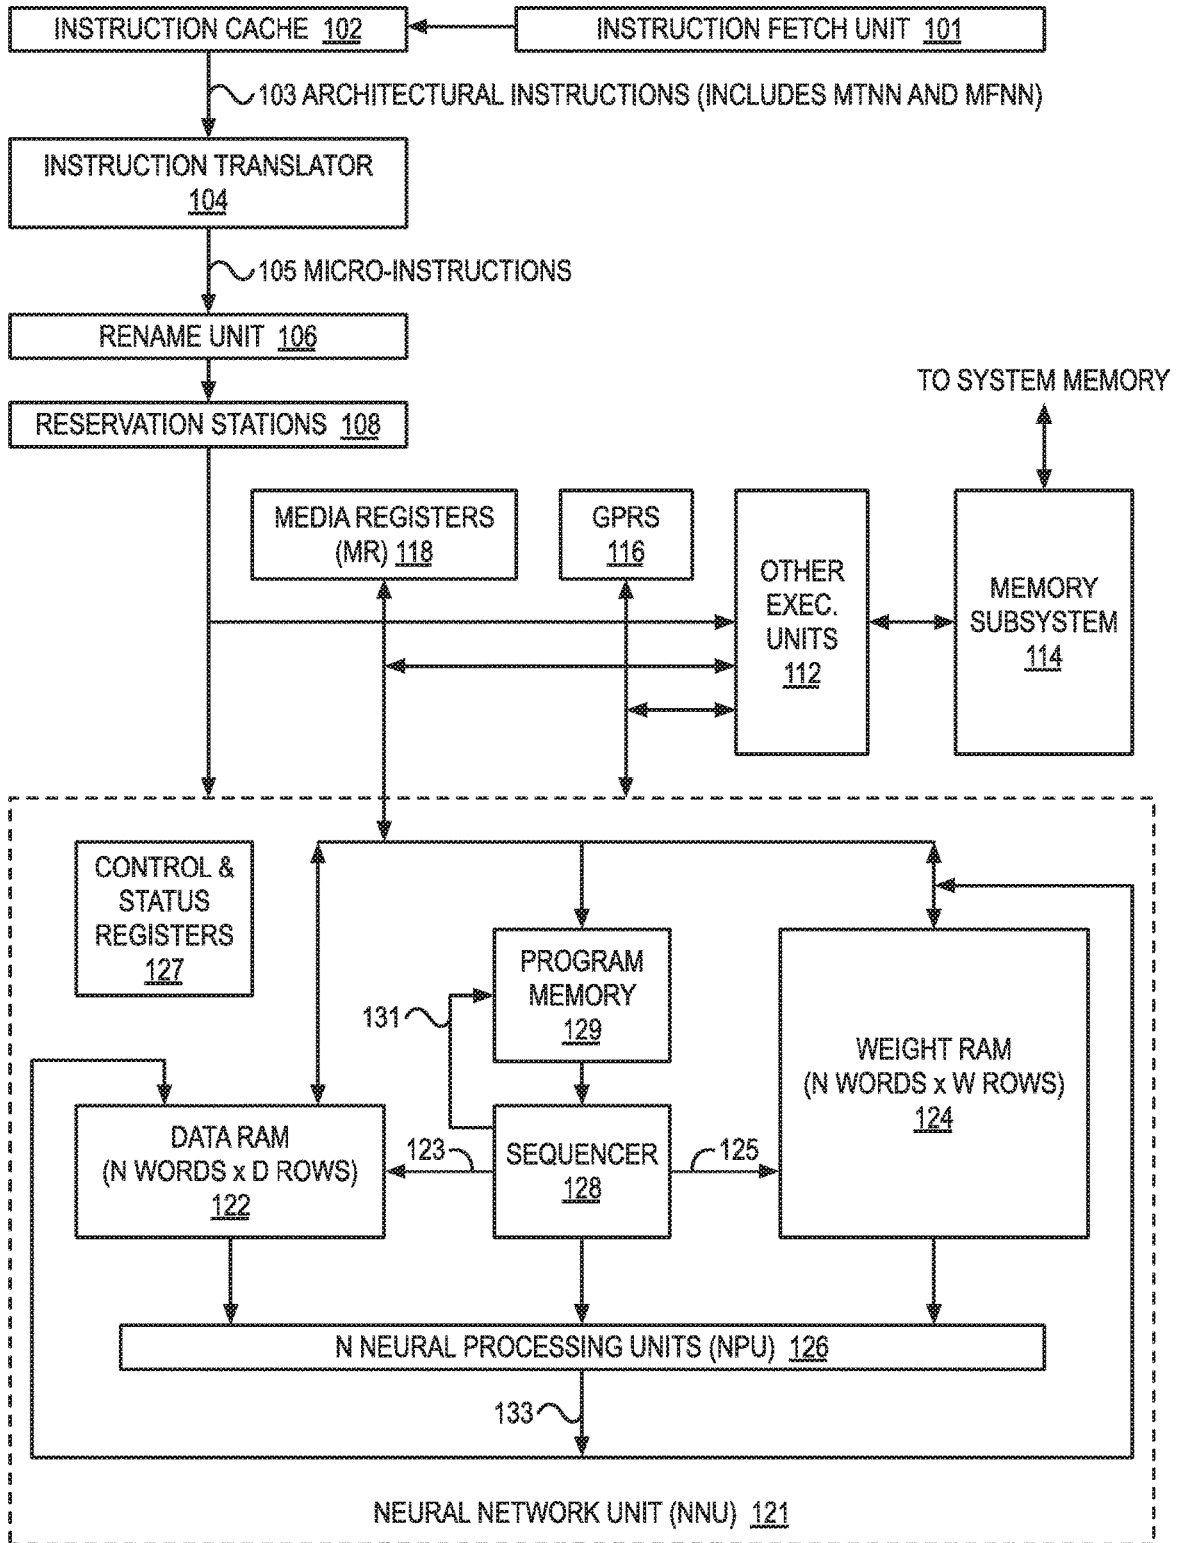 INSTRUCTION CACHE 102
INSTRUCTION FETCH UNIT 101
103 ARCHITECTURAL INSTRUCTIONS (INCLUDES MTNN AND MFNN)
INSTRUCTION TRANSLATOR
104
105 MICRO-INSTRUCTIONS
RENAME UNIT 106
RESERVATION STATIONS 108
TO SYSTEM MEMORY
MEDIA REGISTERS
(MR) 118
GPRS
116
OTHER
EXEC.
UNITS
112
MEMORY
SUBSYSTEM
114
CONTROL &
STATUS
REGISTERS
127
PROGRAM
MEMORY
129
131
WEIGHT RAM
(N WORDS x W ROWS)
124
DATA RAM
(N WORDS x D ROWS)
122
123
SEQUENCER
128
125
N NEURAL PROCESSING UNITS (NPU) 126
133
NEURAL NETWORK UNIT (NNU) 121